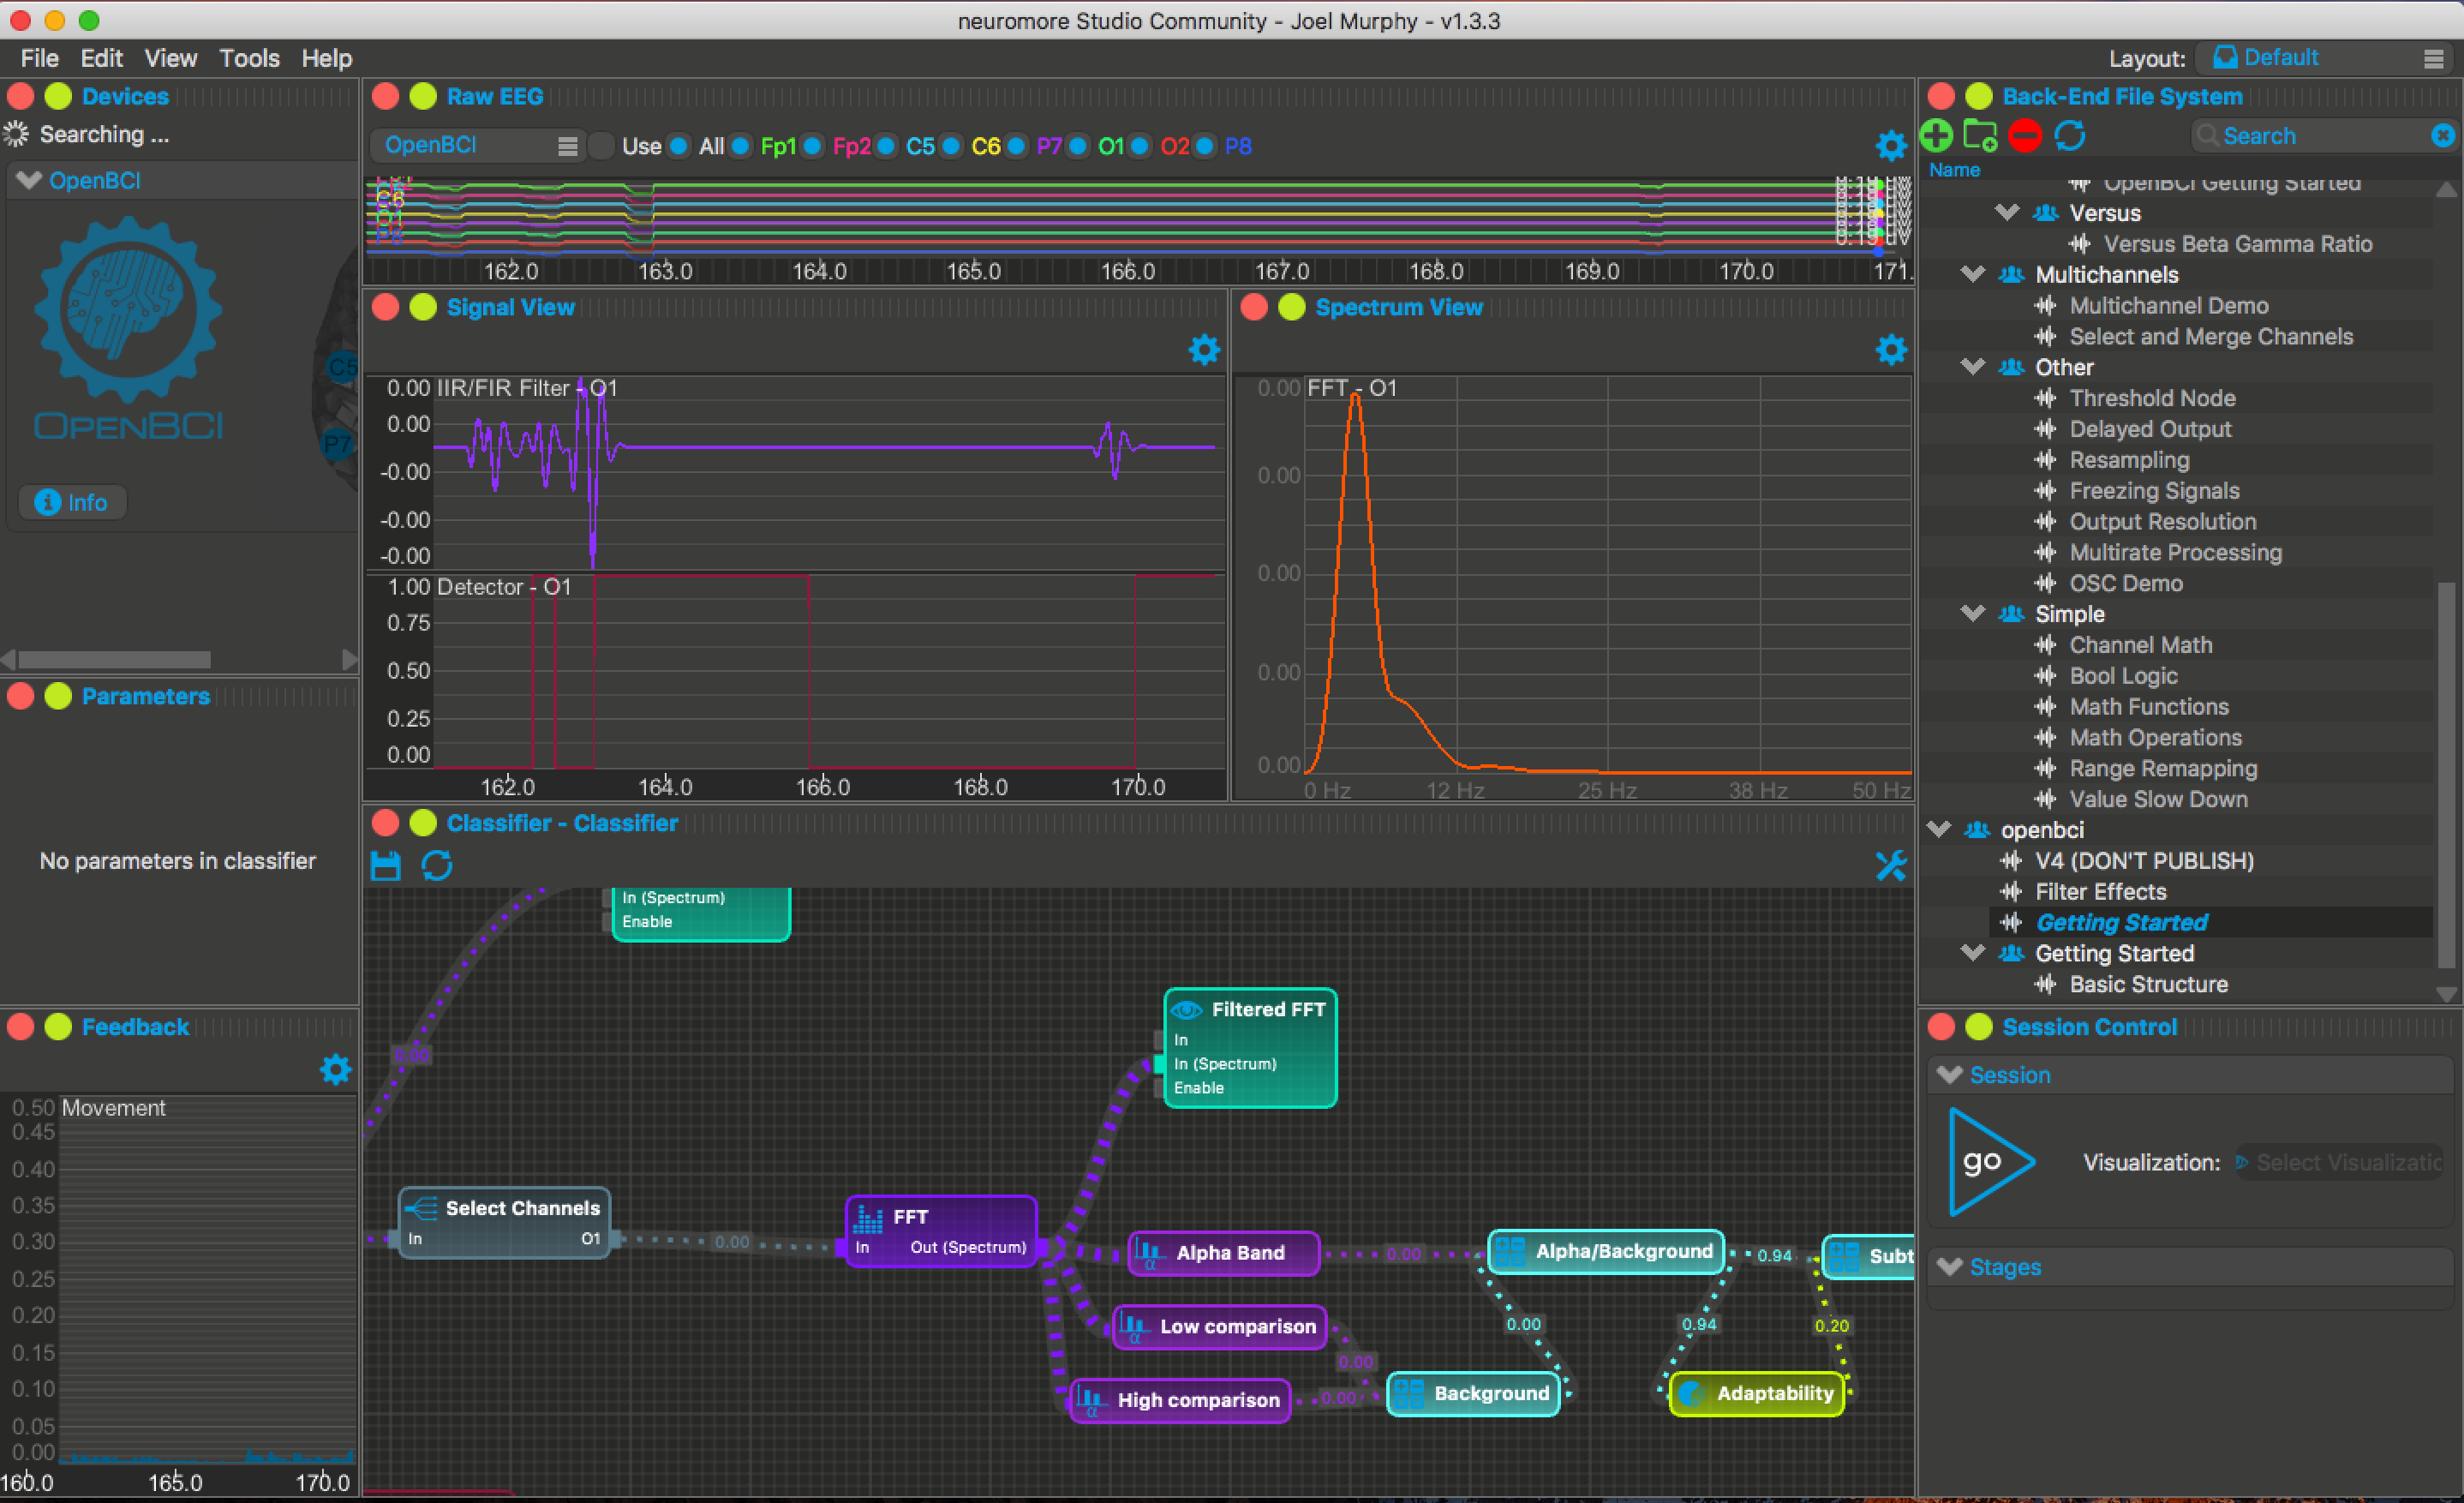 neuromore Studio Community - Joel Murphy - v1.3.3
File Edit View Tools Help
Layout: Default
Devices
Searching ...
OpenBCI
OPENBCI
C5
P7
Info
Raw EEG
OpenBCI Use All Fp1 Fp2 C5 C6 P7 O1 O2 P8
162.0 163.0 164.0 165.0 166.0 167.0 168.0 169.0 170.0 171.
Signal View
0.00 IIR/FIR Filter - O1
0.00
-0.00
-0.00
-0.00
1.00 Detector - O1
0.75
0.50
0.25
0.00
162.0 164.0 166.0 168.0 170.0
Spectrum View
0.00 FFT - O1
0.00
0.00
0.00
0.00
0 Hz 12 Hz 25 Hz 38 Hz 50 Hz
Parameters
No parameters in classifier
Feedback
0.50 Movement
0.45
0.40
0.35
0.30
0.25
0.20
0.15
0.10
0.05
0.00
160.0 165.0 170.0
Classifier - Classifier
In (Spectrum)
Enable
0.00
Filtered FFT
In
In (Spectrum)
Enable
Select Channels
In O1
0.00
FFT
In Out (Spectrum)
Alpha Band
0.00
Alpha/Background
0.94
Subt
Low comparison
0.00
0.00
0.94
0.20
High comparison
0.00
Background
Adaptability
Back-End File System
Search
Name
OpenBCI Getting Started
Versus
Versus Beta Gamma Ratio
Multichannels
Multichannel Demo
Select and Merge Channels
Other
Threshold Node
Delayed Output
Resampling
Freezing Signals
Output Resolution
Multirate Processing
OSC Demo
Simple
Channel Math
Bool Logic
Math Functions
Math Operations
Range Remapping
Value Slow Down
openbci
V4 (DON'T PUBLISH)
Filter Effects
Getting Started
Getting Started
Basic Structure
Session Control
Session
go
Visualization: Select Visualizatio
Stages